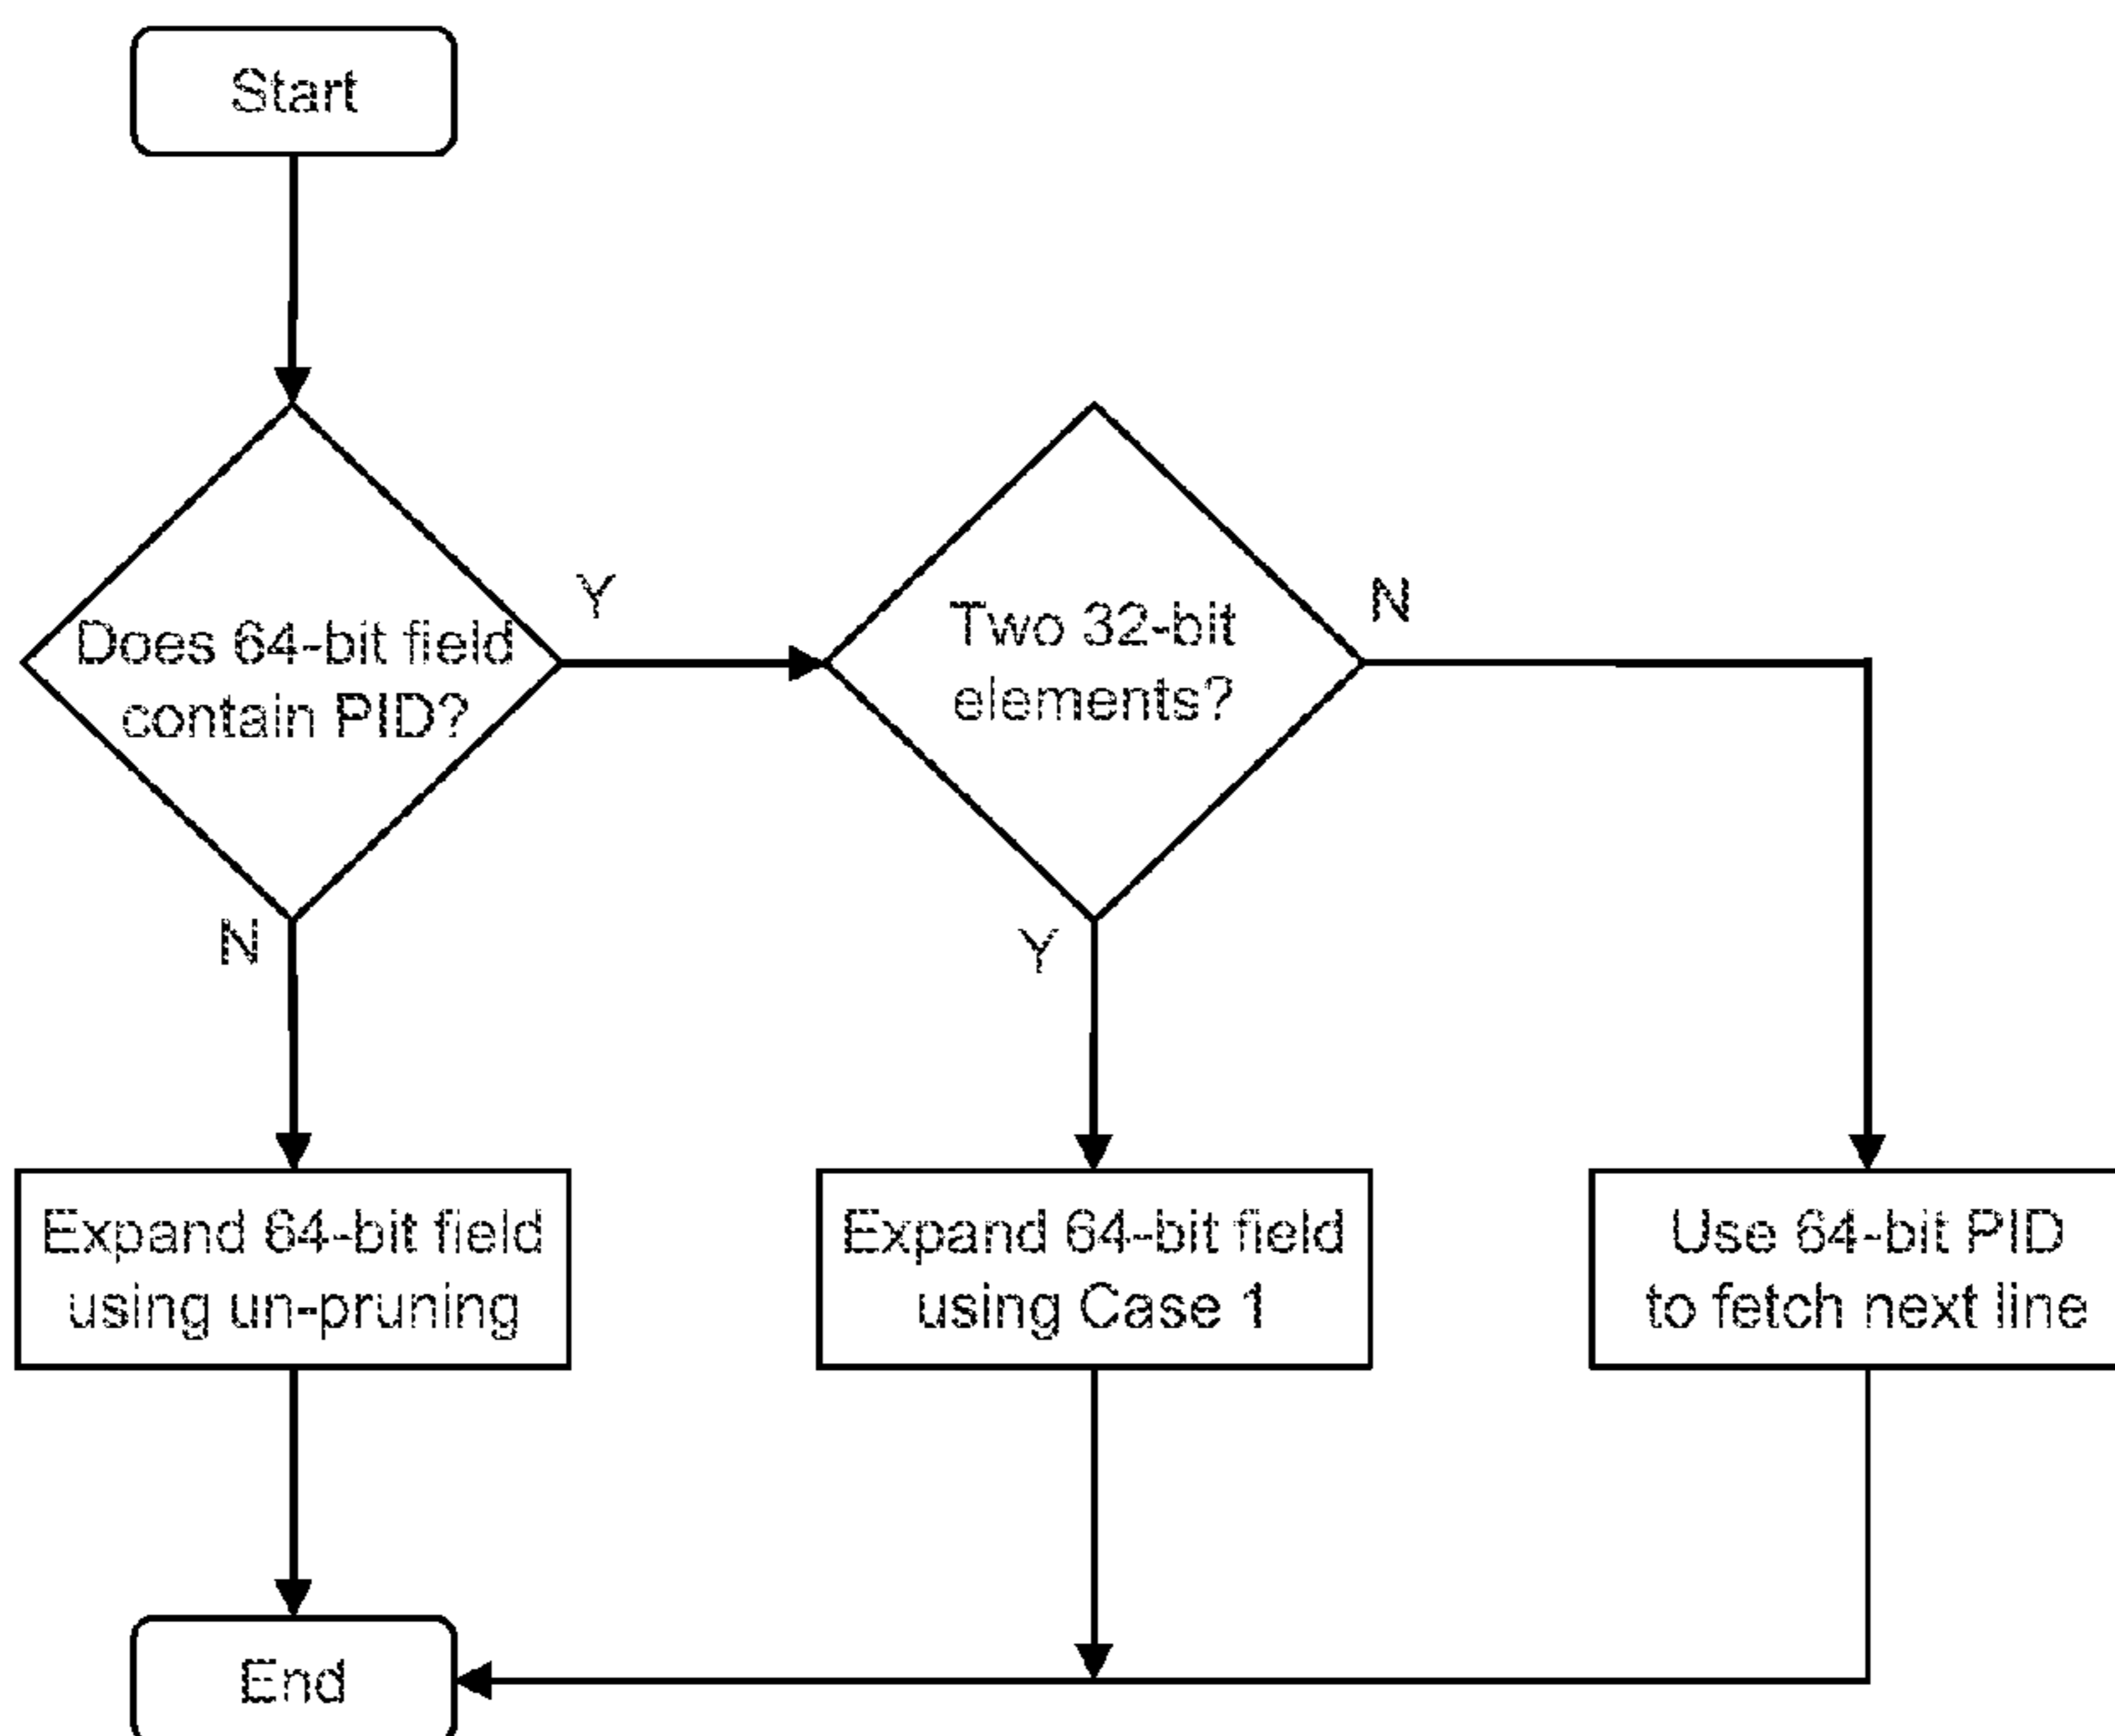 Start
Does 64-bit field
contain PID?
Y
Two 32-bit
elements?
N
N
Y
Expand 64-bit field
using un-pruning
Expand 64-bit field
using Case 1
Use 64-bit PID
to fetch next line
End